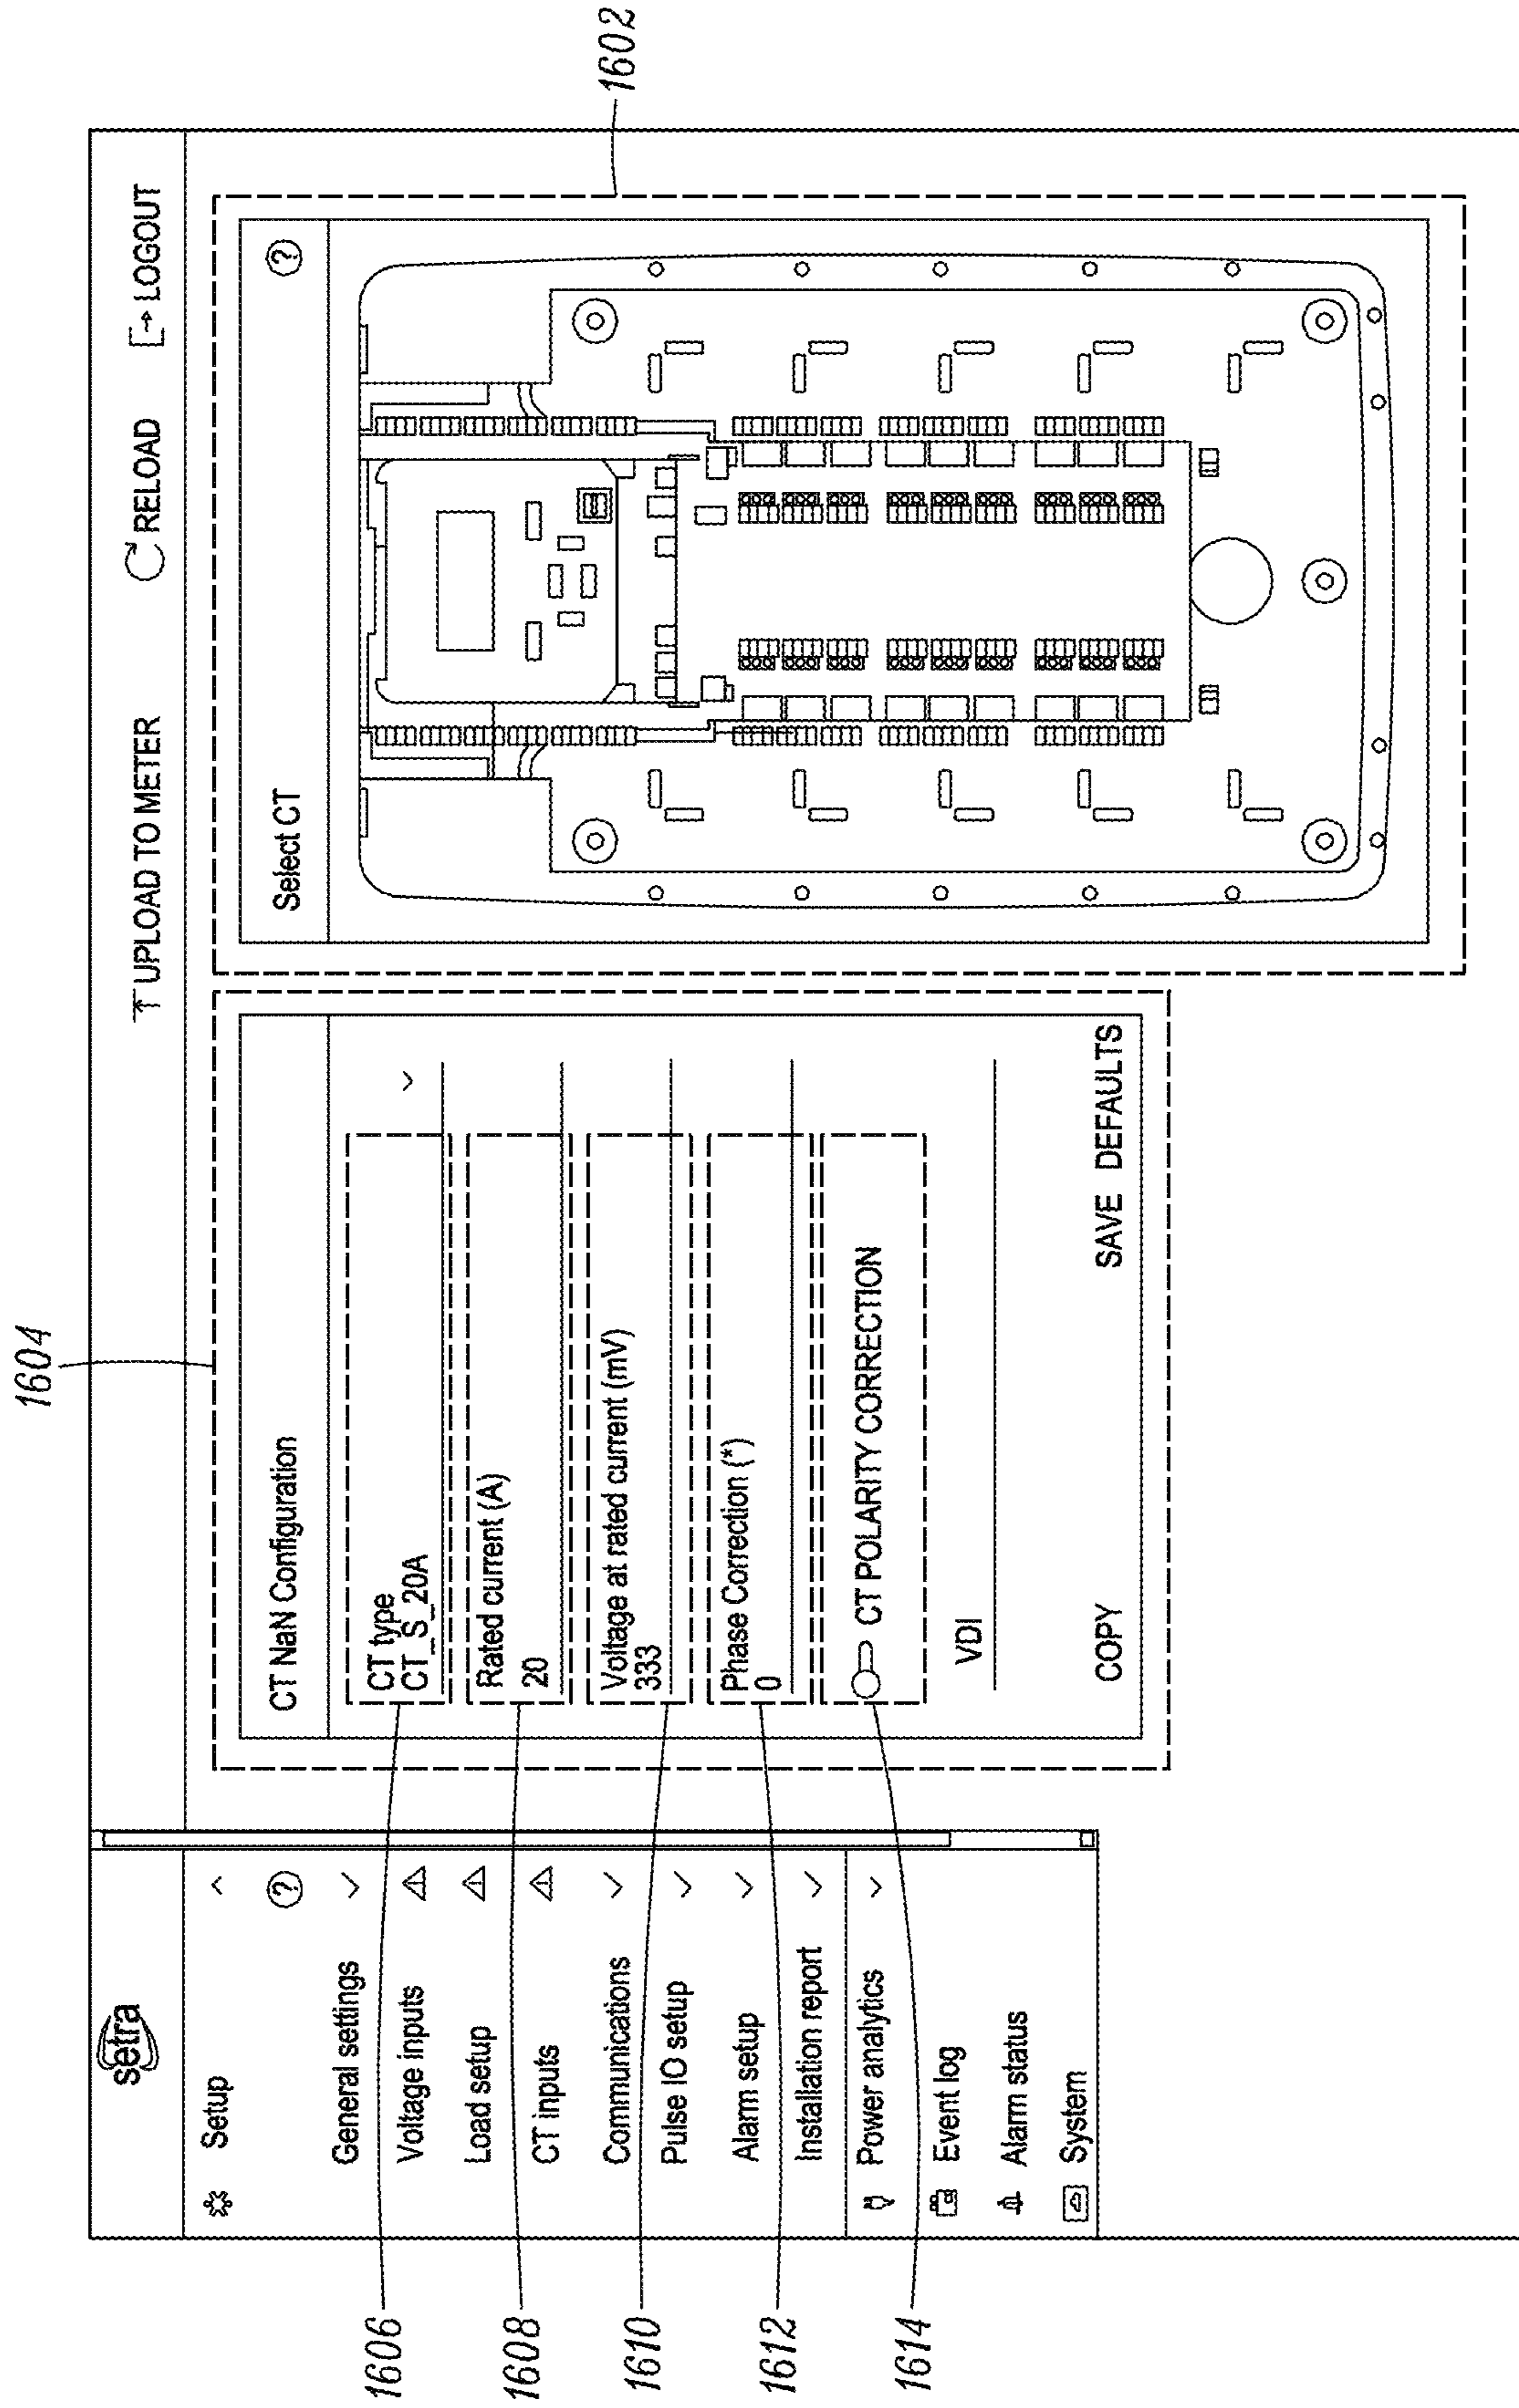 1604
1602
setra
UPLOAD TO METER
RELOAD
LOGOUT
Setup
General settings
Voltage inputs
Load setup
CT inputs
Communications
Pulse IO setup
Alarm setup
Installation report
Power analytics
Event log
Alarm status
System
CT NaN Configuration
CT type
CT_S_20A
Rated current (A)
20
Voltage at rated current (mV)
333
Phase Correction (*)
0
CT POLARITY CORRECTION
VDI
COPY
SAVE DEFAULTS
Select CT
?
?
1606
1608
1610
1612
1614